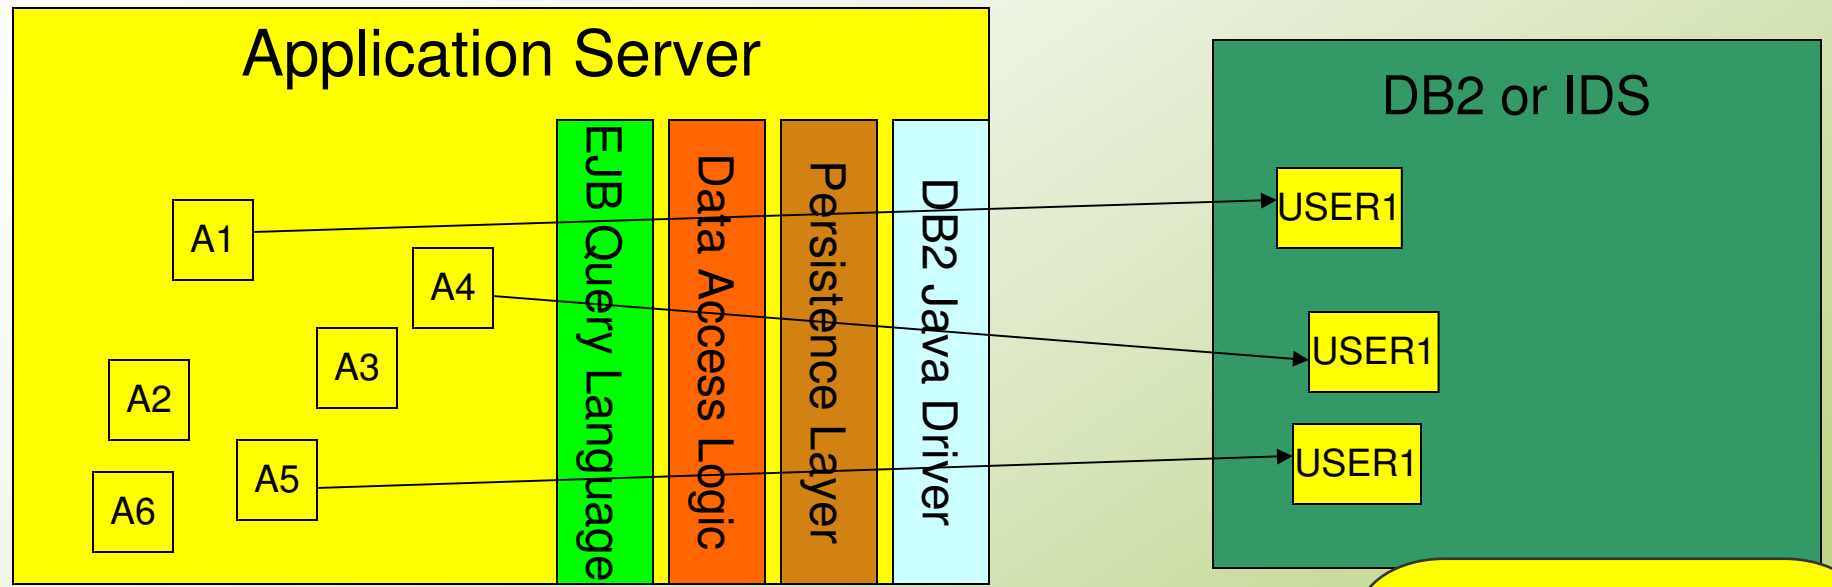 Application Server
DB2 or IDS
EJB Query Language
Data Access Logic
Persistence Layer
DB2 Java Driver
A1
A4
A3
A2
A5
A6
USER1
USER1
USER1